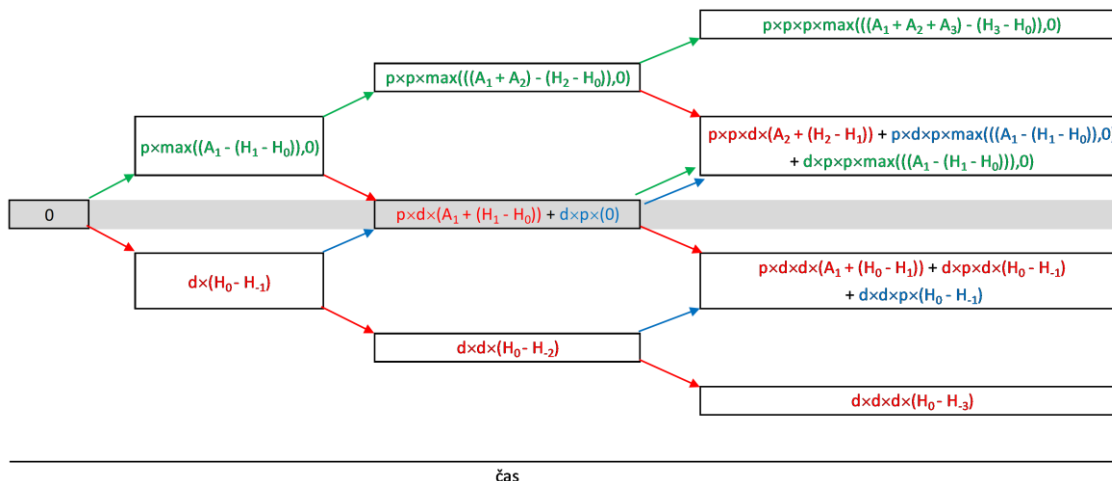 p×p×p×max(((A₁ + A₂ + A₃) - (H₃ - H₀)),0)
p×p×max(((A₁ + A₂) - (H₂ - H₀)),0)
p×max((A₁ - (H₁ - H₀)),0)
p×p×d×(A₂ + (H₂ - H₁)) + p×d×p×max(((A₁ - (H₁ - H₀)),0)
+ d×p×p×max(((A₁ - (H₁ - H₀))),0)
0
p×d×(A₁ + (H₁ - H₀)) + d×p×(0)
d×(H₀ - H₋₁)
p×d×d×(A₁ + (H₀ - H₁)) + d×p×d×(H₀ - H₋₁)
+ d×d×p×(H₀ - H₋₁)
d×d×(H₀ - H₋₂)
d×d×d×(H₀ - H₋₃)
čas